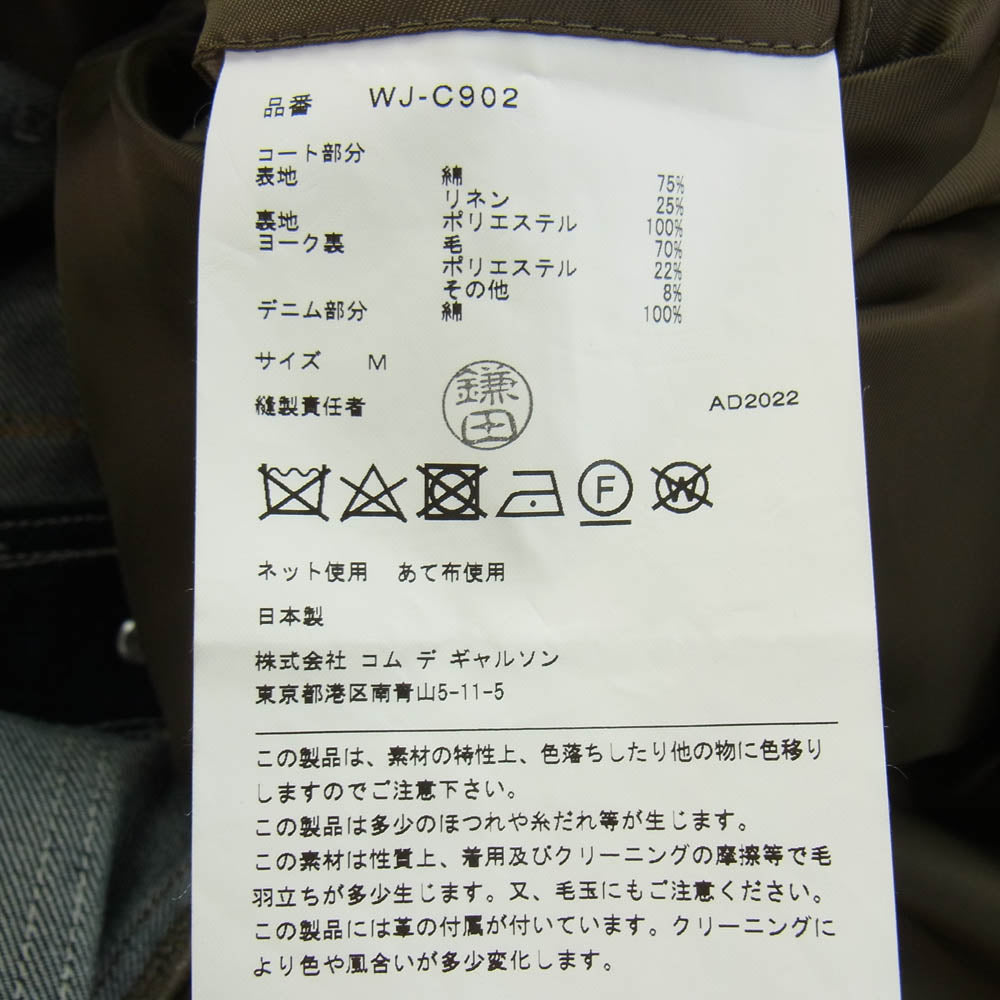 品番 WJ-C902
コート部分
表地 綿 75%
リネン 25%
裏地 ポリエステル 100%
ヨーク裏 毛 70%
ポリエステル 22%
その他 8%
デニム部分 綿 100%
サイズ M
縫製責任者 鎌田 AD2022
F W
ネット使用 あて布使用
日本製
株式会社 コム デ ギャルソン
東京都港区南青山5-11-5
この製品は、素材の特性上、色落ちしたり他の物に色移り
しますのでご注意下さい。
この製品は多少のほつれや糸だれ等が生じます。
この素材は性質上、着用及びクリーニングの摩擦等で毛
羽立ちが多少生じます。又、毛玉にもご注意ください。
この製品には革の付属が付いています。クリーニングに
より色や風合いが多少変化します。